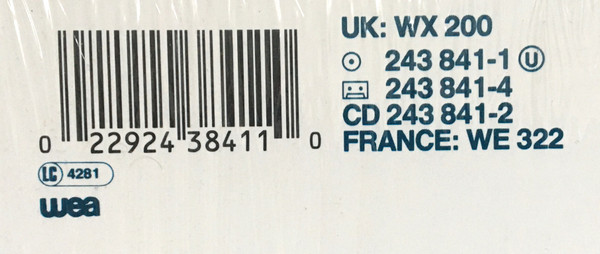 UK: WX 200
243 841-1 U
243 841-4
CD 243 841-2
FRANCE: WE 322
0 22924 38411 0
LC 4281
wea